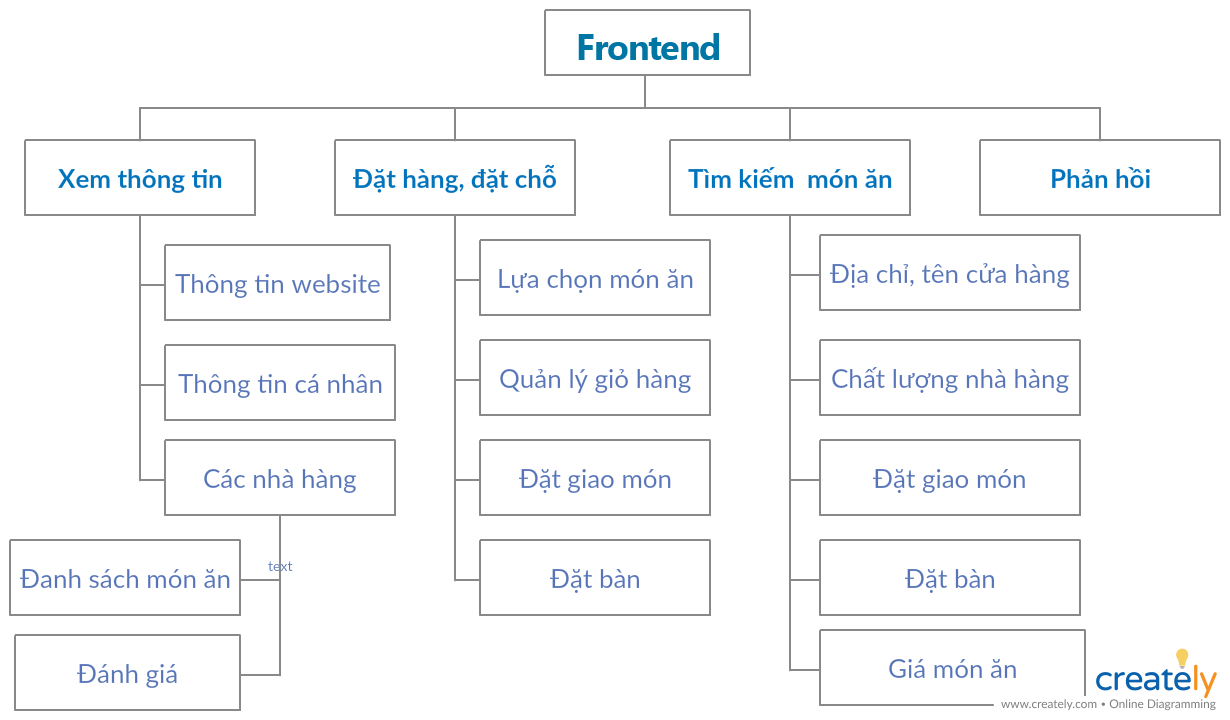 Frontend
Xem thông tin
Đặt hàng, đặt chỗ
Tìm kiếm món ăn
Phản hồi
Thông tin website
Thông tin cá nhân
Các nhà hàng
text
Đanh sách món ăn
Đánh giá
Lựa chọn món ăn
Quản lý giỏ hàng
Đặt giao món
Đặt bàn
Địa chỉ, tên cửa hàng
Chất lượng nhà hàng
Đặt giao món
Đặt bàn
Giá món ăn
creately
www.creately.com • Online Diagramming